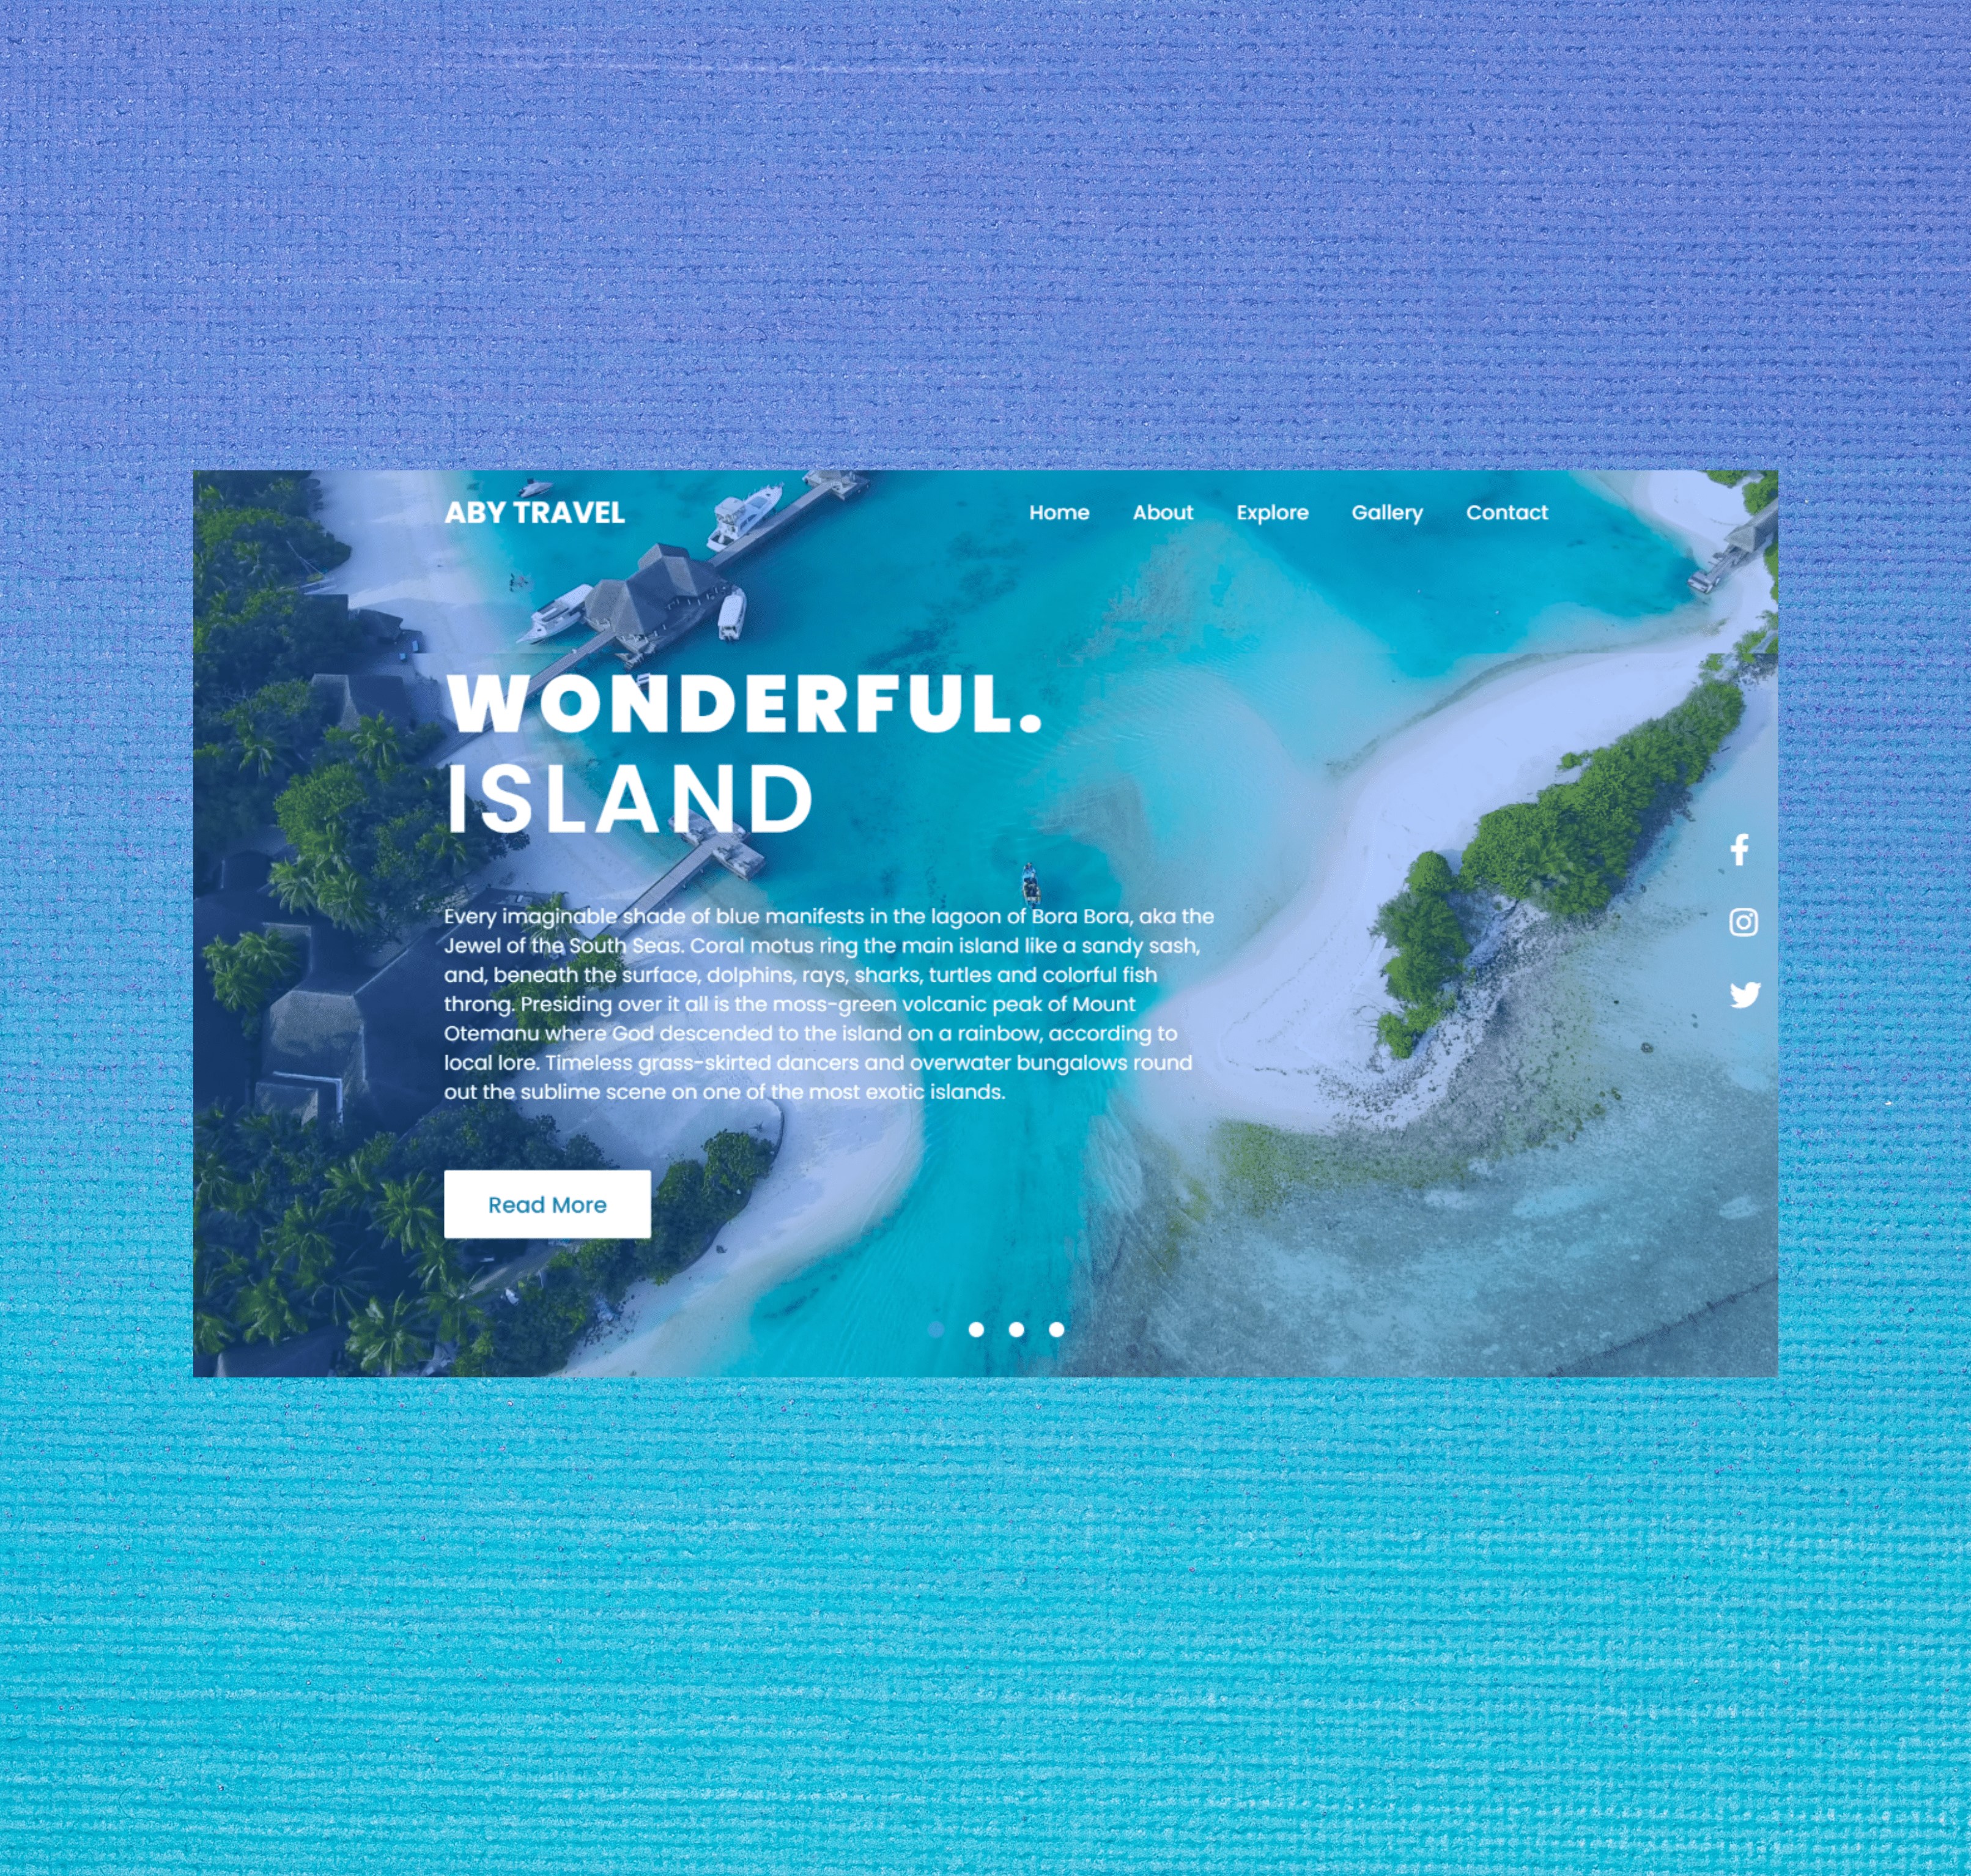 ABY TRAVEL
Home About Explore Gallery Contact
WONDERFUL.
ISLAND
Every imaginable shade of blue manifests in the lagoon of Bora Bora, aka the
Jewel of the South Seas. Coral motus ring the main island like a sandy sash,
and, beneath the surface, dolphins, rays, sharks, turtles and colorful fish
throng. Presiding over it all is the moss-green volcanic peak of Mount
Otemanu where God descended to the island on a rainbow, according to
local lore. Timeless grass-skirted dancers and overwater bungalows round
out the sublime scene on one of the most exotic islands.
Read More